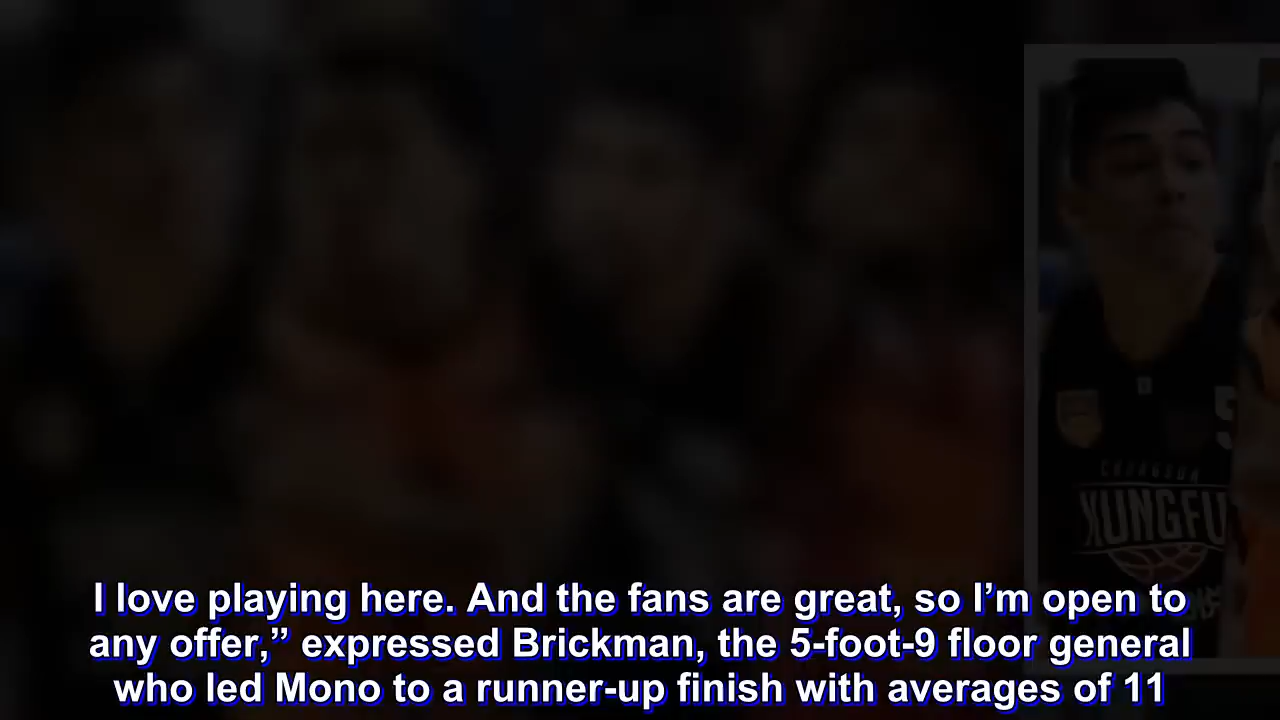 KUNGFU
I love playing here. And the fans are great, so I’m open to
any offer,” expressed Brickman, the 5-foot-9 floor general
who led Mono to a runner-up finish with averages of 11